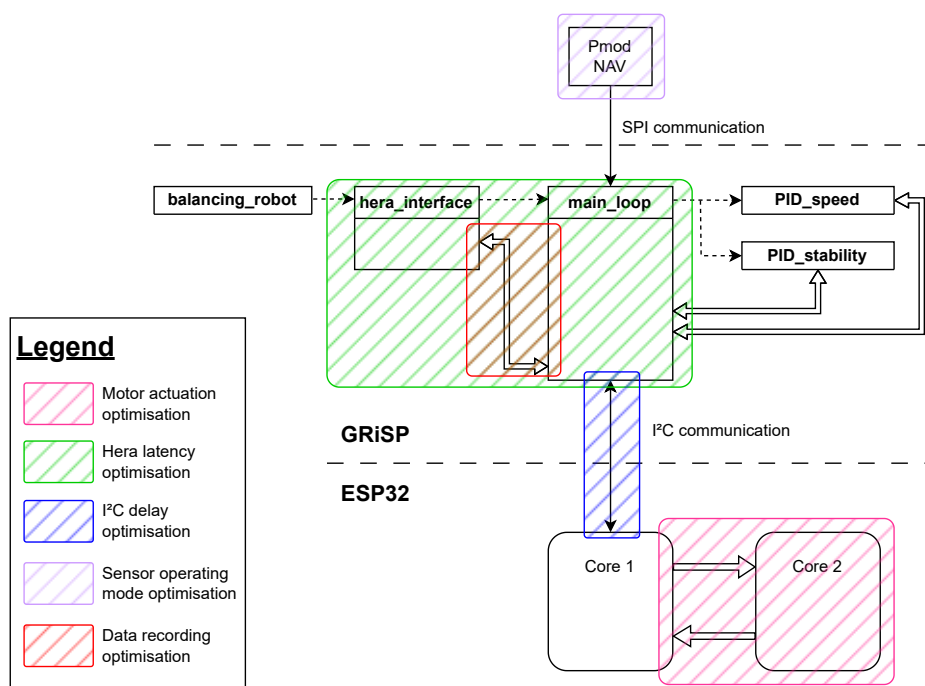 Pmod
NAV
SPI communication
balancing_robot
hera_interface
main_loop
PID_speed
PID_stability
Legend
Motor actuation
optimisation
Hera latency
optimisation
I²C delay
optimisation
Sensor operating
mode optimisation
Data recording
optimisation
GRiSP
I²C communication
ESP32
Core 1
Core 2